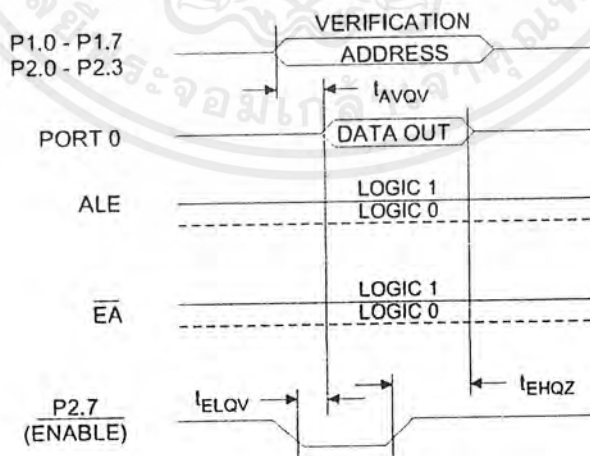 VERIFICATION
P1.0 - P1.7
P2.0 - P2.3
ADDRESS
tAVQV
PORT 0
DATA OUT
ALE
LOGIC 1
LOGIC 0
EA
LOGIC 1
LOGIC 0
P2.7
(ENABLE)
tELQV
tEHQZ